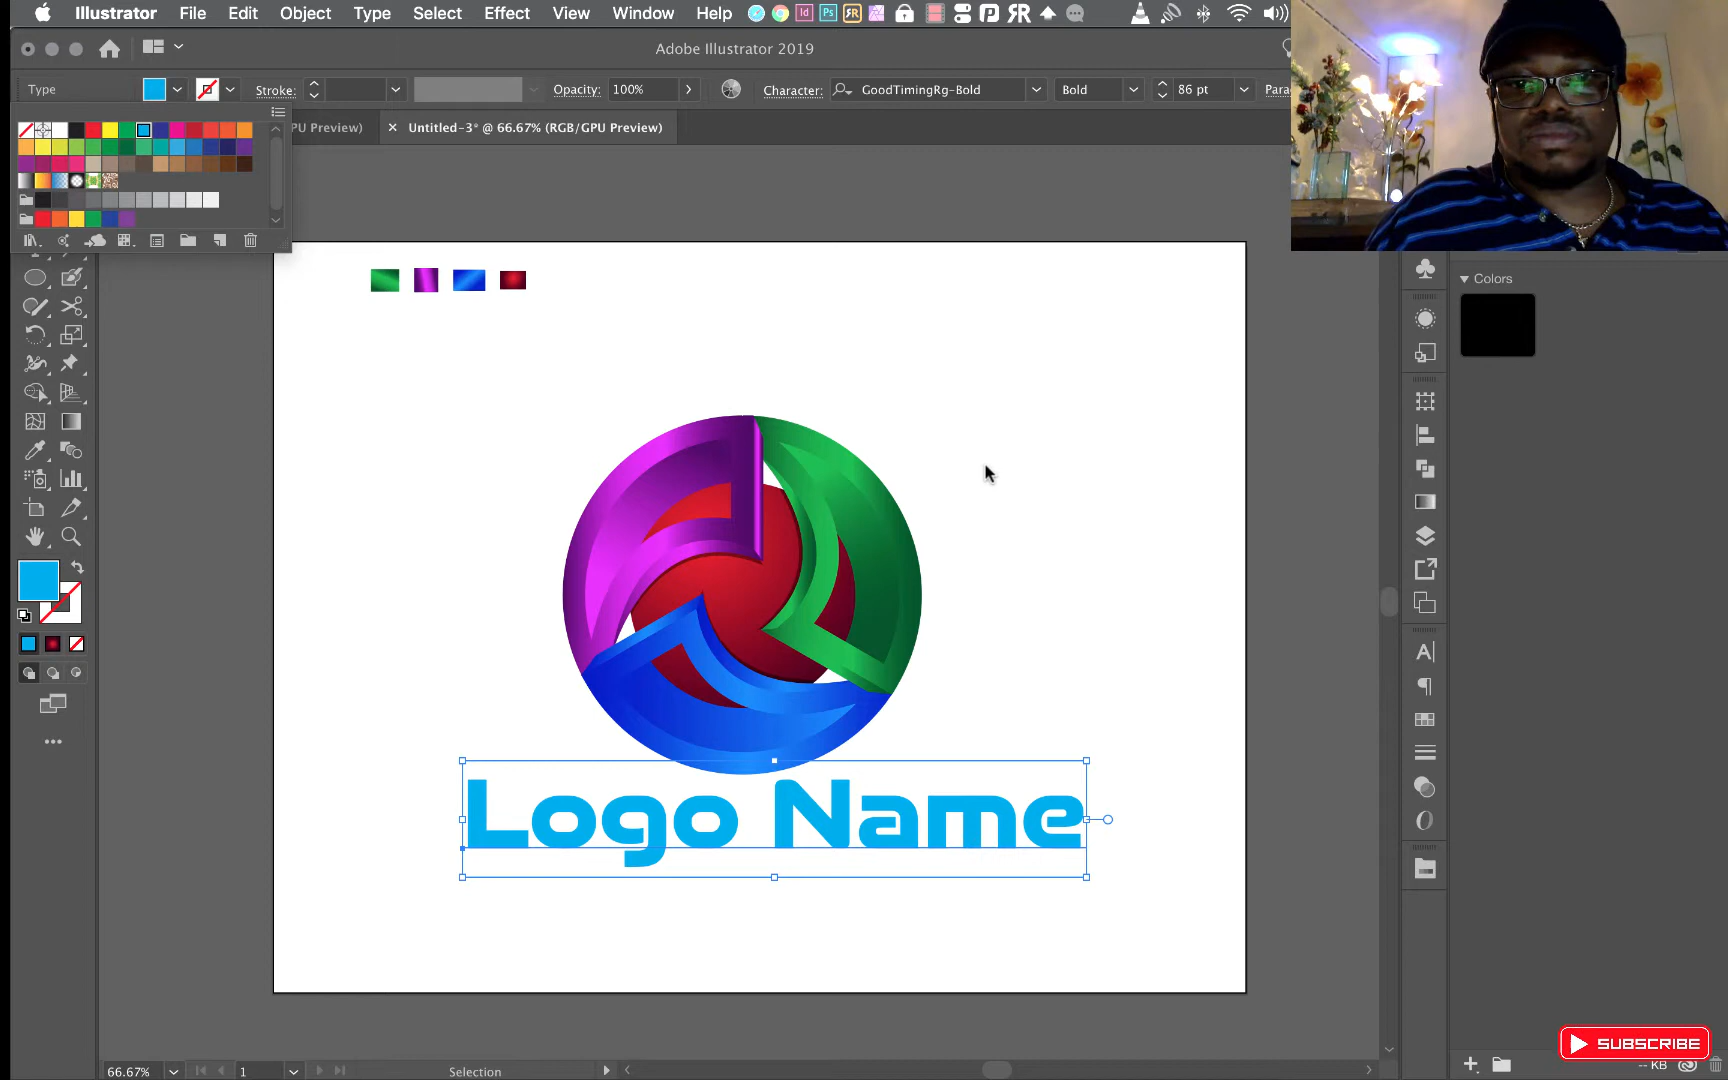 Illustrator File Edit Object Type Select Effect View Window Help
Adobe Illustrator 2019
Type Stroke: Opacity: 100% Character: GoodTimingRg-Bold Bold 86 pt Para
PU Preview) × Untitled-3* @ 66.67% (RGB/GPU Preview)
Colors
Logo Name
SUBSCRIBE
66.67% 1 Selection -- KB